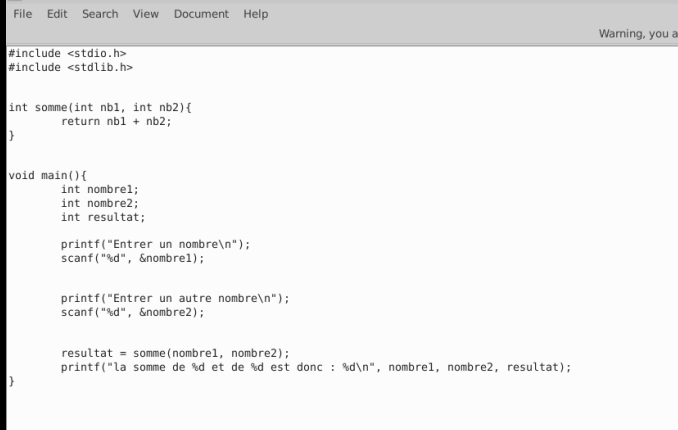 File Edit Search View Document Help
Warning, you a
#include <stdio.h>
#include <stdlib.h>
int somme(int nb1, int nb2){
return nb1 + nb2;
}
void main(){
int nombre1;
int nombre2;
int resultat;
printf("Entrer un nombre\n");
scanf("%d", &nombre1);
printf("Entrer un autre nombre\n");
scanf("%d", &nombre2);
resultat = somme(nombre1, nombre2);
printf("la somme de %d et de %d est donc : %d\n", nombre1, nombre2, resultat);
}